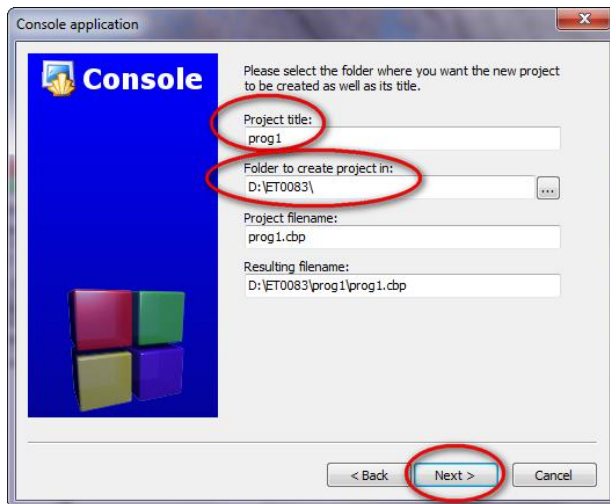 Console application
Console
Please select the folder where you want the new project
to be created as well as its title.
Project title:
prog1
Folder to create project in:
D:\ET0083\
...
Project filename:
prog1.cbp
Resulting filename:
D:\ET0083\prog1\prog1.cbp
< Back
Next >
Cancel